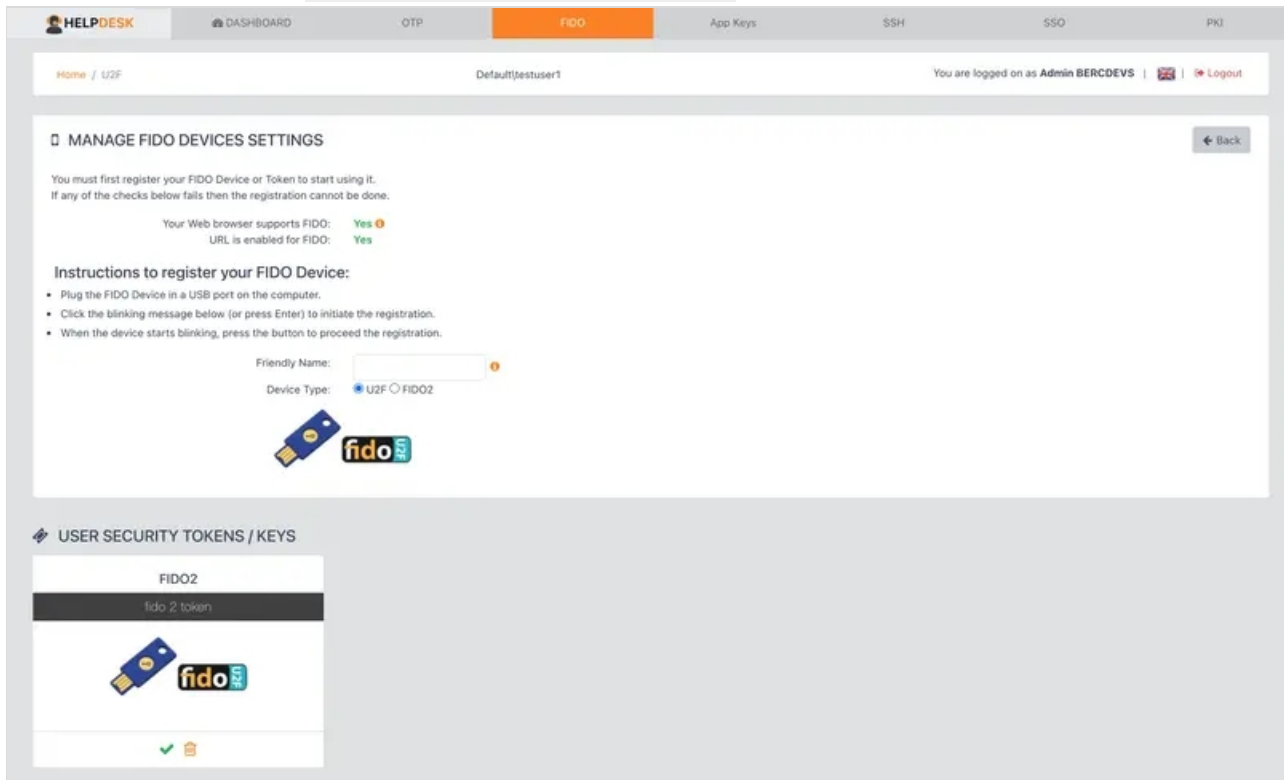 HELPDESK
DASHBOARD
OTP
FIDO
App Keys
SSH
SSO
PKI
Home / U2F
Default\testuser1
You are logged on as Admin BERCDEVS | | Logout
MANAGE FIDO DEVICES SETTINGS
Back
You must first register your FIDO Device or Token to start using it.
If any of the checks below fails then the registration cannot be done.
Your Web browser supports FIDO: Yes
URL is enabled for FIDO: Yes
Instructions to register your FIDO Device:
• Plug the FIDO Device in a USB port on the computer.
• Click the blinking message below (or press Enter) to initiate the registration.
• When the device starts blinking, press the button to proceed the registration.
Friendly Name:
Device Type: U2F FIDO2
fido U2F
USER SECURITY TOKENS / KEYS
FIDO2
fido 2 token
fido U2F